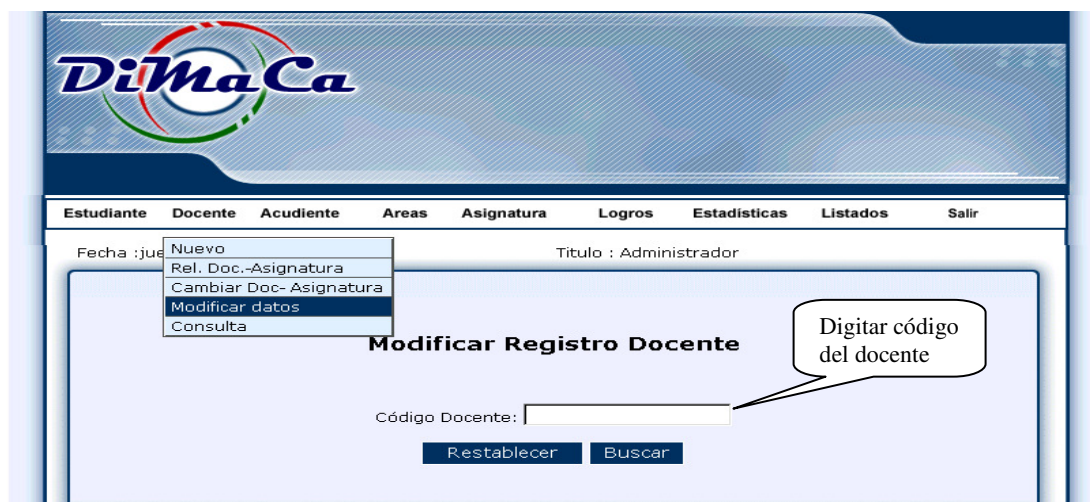 DiMaCa
Estudiante Docente Acudiente Areas Asignatura Logros Estadísticas Listados Salir
Fecha :jue Titulo : Administrador
Nuevo
Rel. Doc.-Asignatura
Cambiar Doc- Asignatura
Modificar datos
Consulta
Modificar Registro Docente
Digitar código
del docente
Código Docente:
Restablecer Buscar